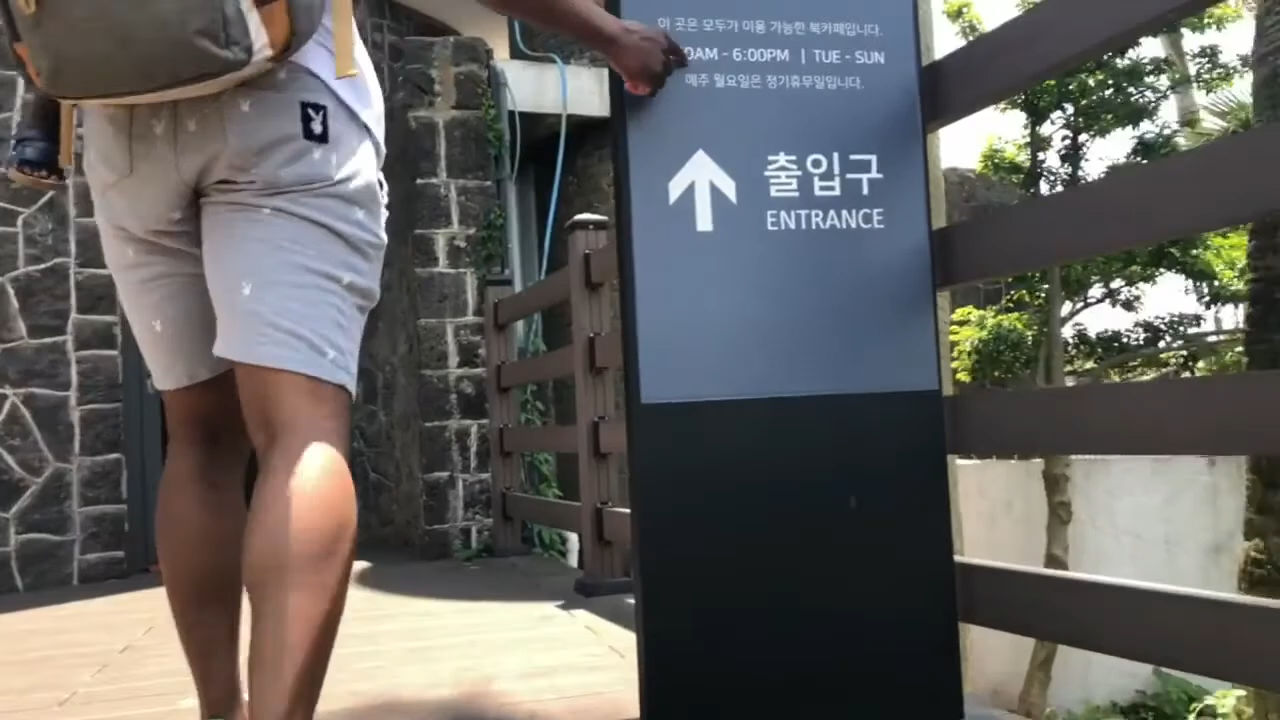 이 곳은 모두가 이용 가능한 북카페입니다.
0AM - 6:00PM | TUE - SUN
매주 월요일은 정기휴무일입니다.
출입구
ENTRANCE